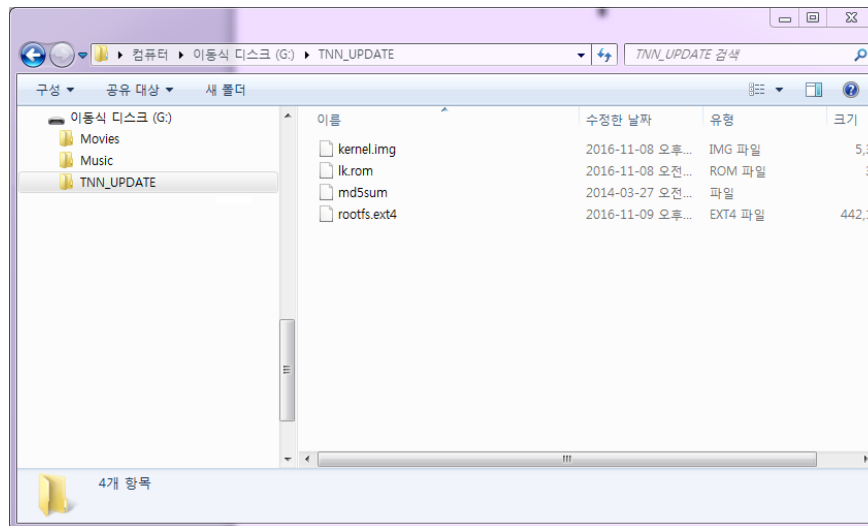 컴퓨터 이동식 디스크 (G:) TNN_UPDATE TNN_UPDATE 검색
구성 공유 대상 새 폴더
이동식 디스크 (G:)
Movies
Music
TNN_UPDATE
이름 수정한 날짜 유형 크기
kernel.img 2016-11-08 오후... IMG 파일 5,
lk.rom 2016-11-08 오전... ROM 파일
md5sum 2014-03-27 오전... 파일
rootfs.ext4 2016-11-09 오후... EXT4 파일 442,
4개 항목